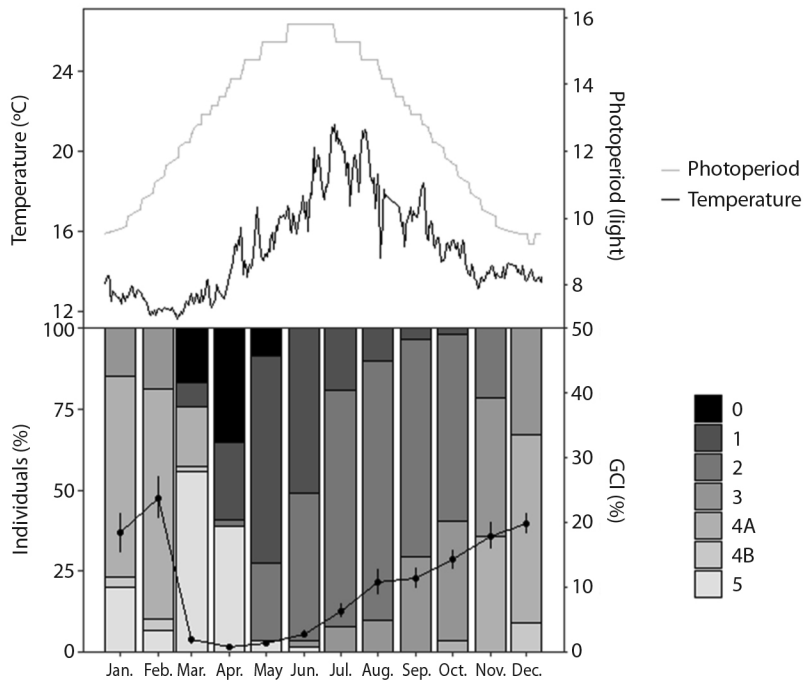 16
24
14
Temperature (ºC)
Photoperiod (light)
20
12
Photoperiod
Temperature
16
10
8
12
100
50
75
40
Individuals (%)
GCI (%)
50
30
20
25
10
0
0
0
1
2
3
4A
4B
5
Jan. Feb. Mar. Apr. May Jun. Jul. Aug. Sep. Oct. Nov. Dec.